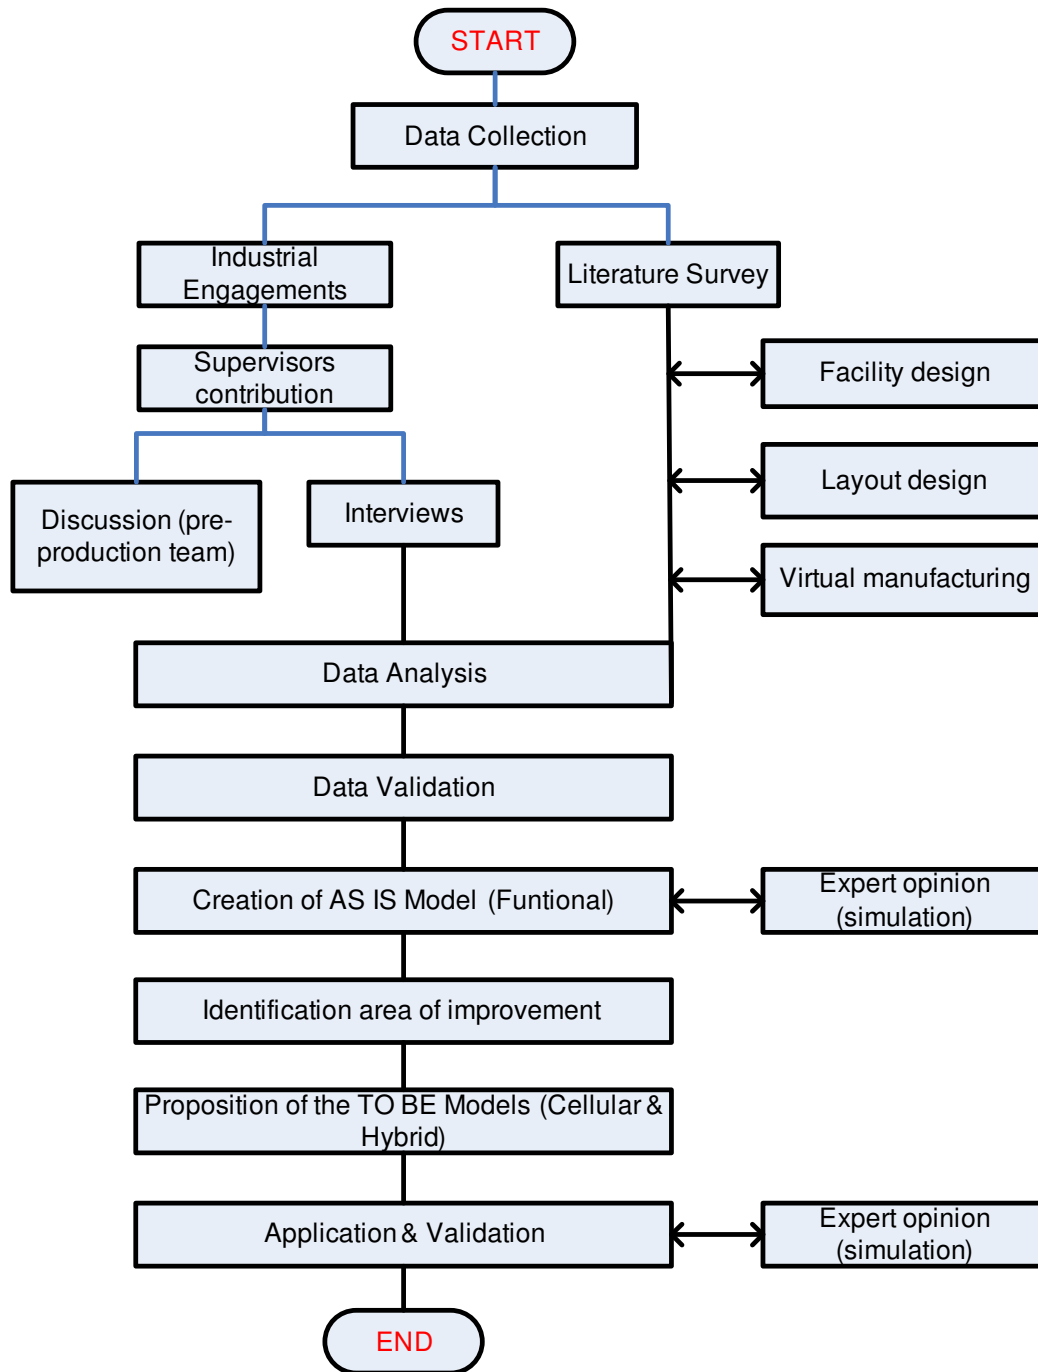 START
Data Collection
Industrial
Engagements
Literature Survey
Supervisors
contribution
Facility design
Discussion (pre-
production team)
Interviews
Layout design
Virtual manufacturing
Data Analysis
Data Validation
Creation of AS IS Model (Funtional)
Expert opinion
(simulation)
Identification area of improvement
Proposition of the TO BE Models (Cellular &
Hybrid)
Application & Validation
Expert opinion
(simulation)
END